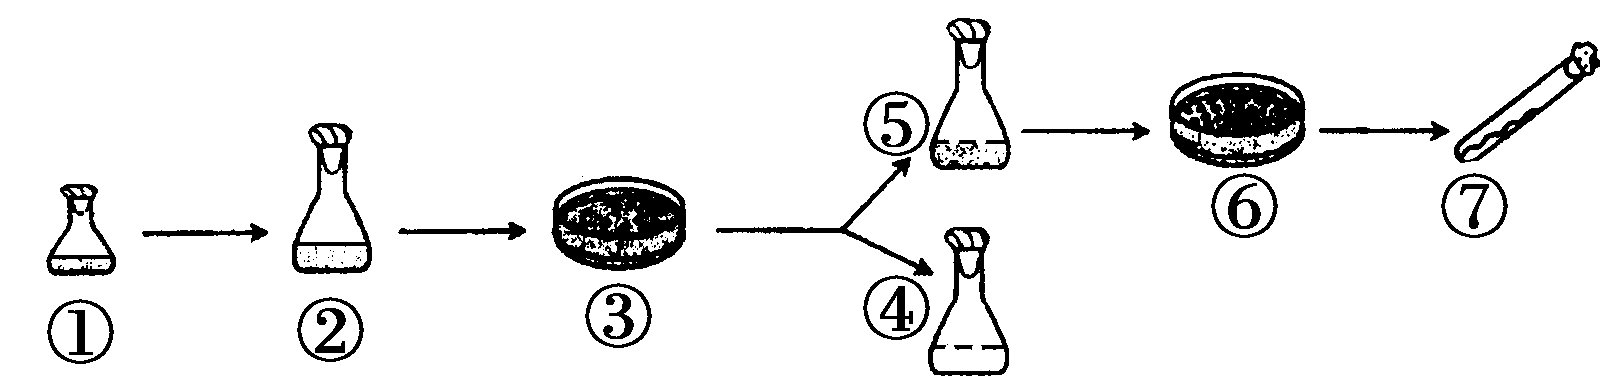 ① ② ③ ④ ⑤ ⑥ ⑦